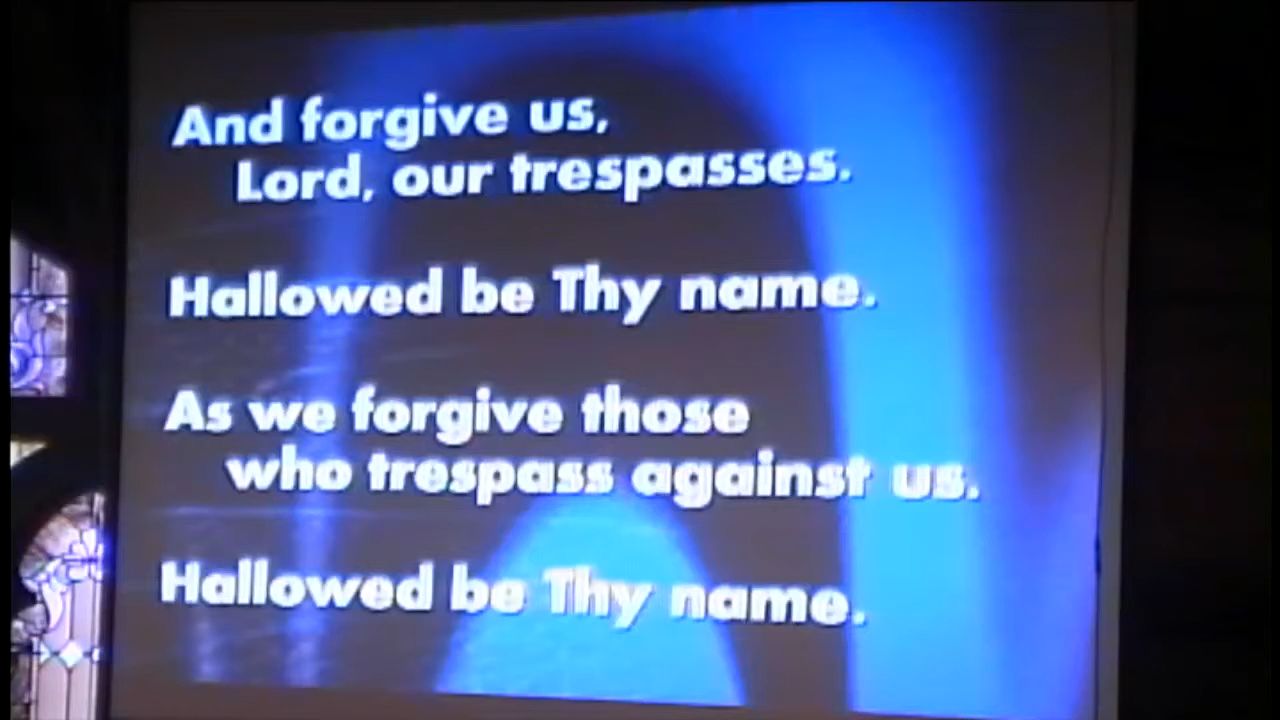 And forgive us,
Lord, our trespasses.
Hallowed be Thy name.
As we forgive those
who trespass against us.
Hallowed be Thy name.